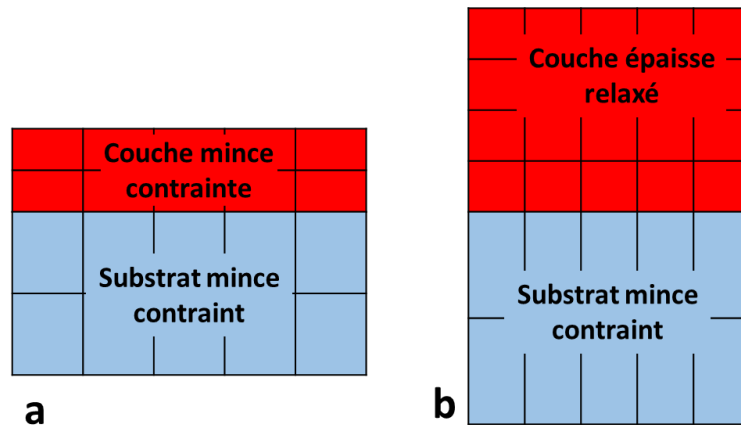 Couche mince
contrainte
Substrat mince
contraint
a
Couche épaisse
relaxé
Substrat mince
contraint
b